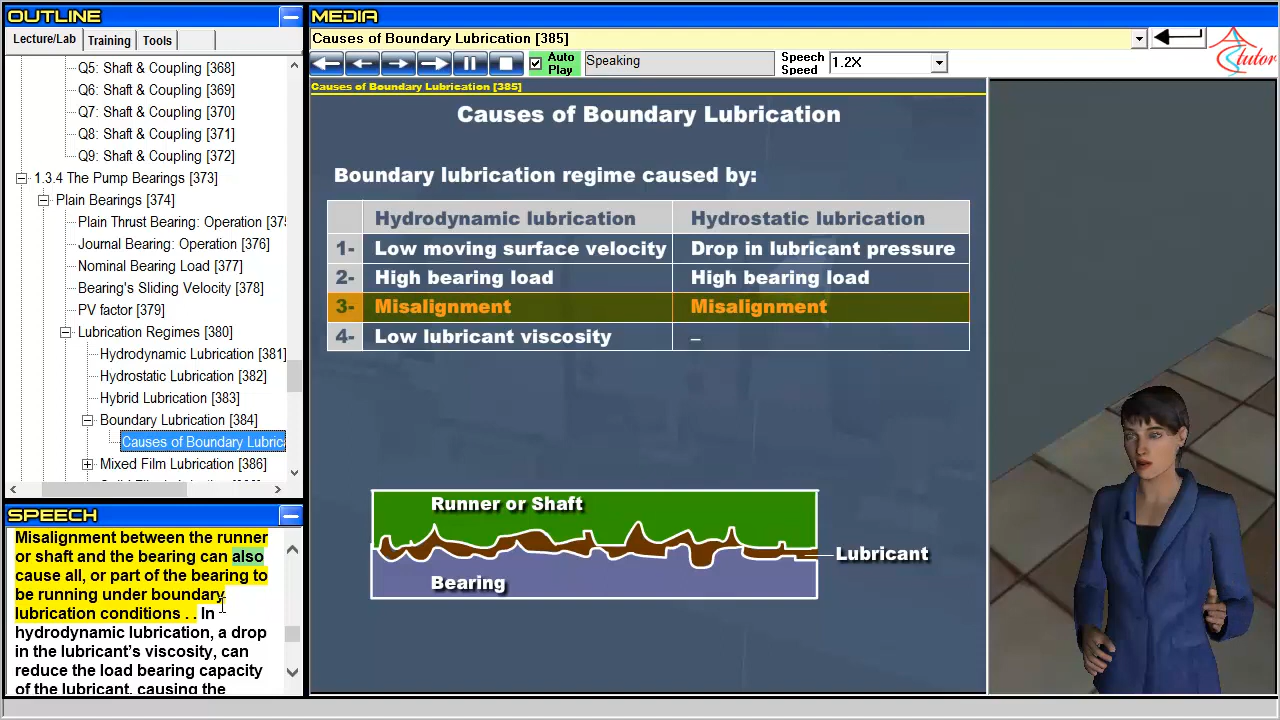 OUTLINE
Lecture/Lab Training Tools
Q5: Shaft & Coupling [368]
Q6: Shaft & Coupling [369]
Q7: Shaft & Coupling [370]
Q8: Shaft & Coupling [371]
Q9: Shaft & Coupling [372]
1.3.4 The Pump Bearings [373]
Plain Bearings [374]
Plain Thrust Bearing: Operation [375
Journal Bearing: Operation [376]
Nominal Bearing Load [377]
Bearing's Sliding Velocity [378]
PV factor [379]
Lubrication Regimes [380]
Hydrodynamic Lubrication [381]
Hydrostatic Lubrication [382]
Hybrid Lubrication [383]
Boundary Lubrication [384]
Causes of Boundary Lubrica
Mixed Film Lubrication [386]
SPEECH
Misalignment between the runner
or shaft and the bearing can also
cause all, or part of the bearing to
be running under boundary
lubrication conditions . . In
hydrodynamic lubrication, a drop
in the lubricant's viscosity, can
reduce the load bearing capacity
of the lubricant, causing the
MEDIA
Causes of Boundary Lubrication [385]
Auto Play
Speaking
Speech Speed
1.2X
tutor
Causes of Boundary Lubrication [385]
Causes of Boundary Lubrication
Boundary lubrication regime caused by:
Hydrodynamic lubrication Hydrostatic lubrication
1- Low moving surface velocity Drop in lubricant pressure
2- High bearing load High bearing load
3- Misalignment Misalignment
4- Low lubricant viscosity –
Runner or Shaft
Lubricant
Bearing